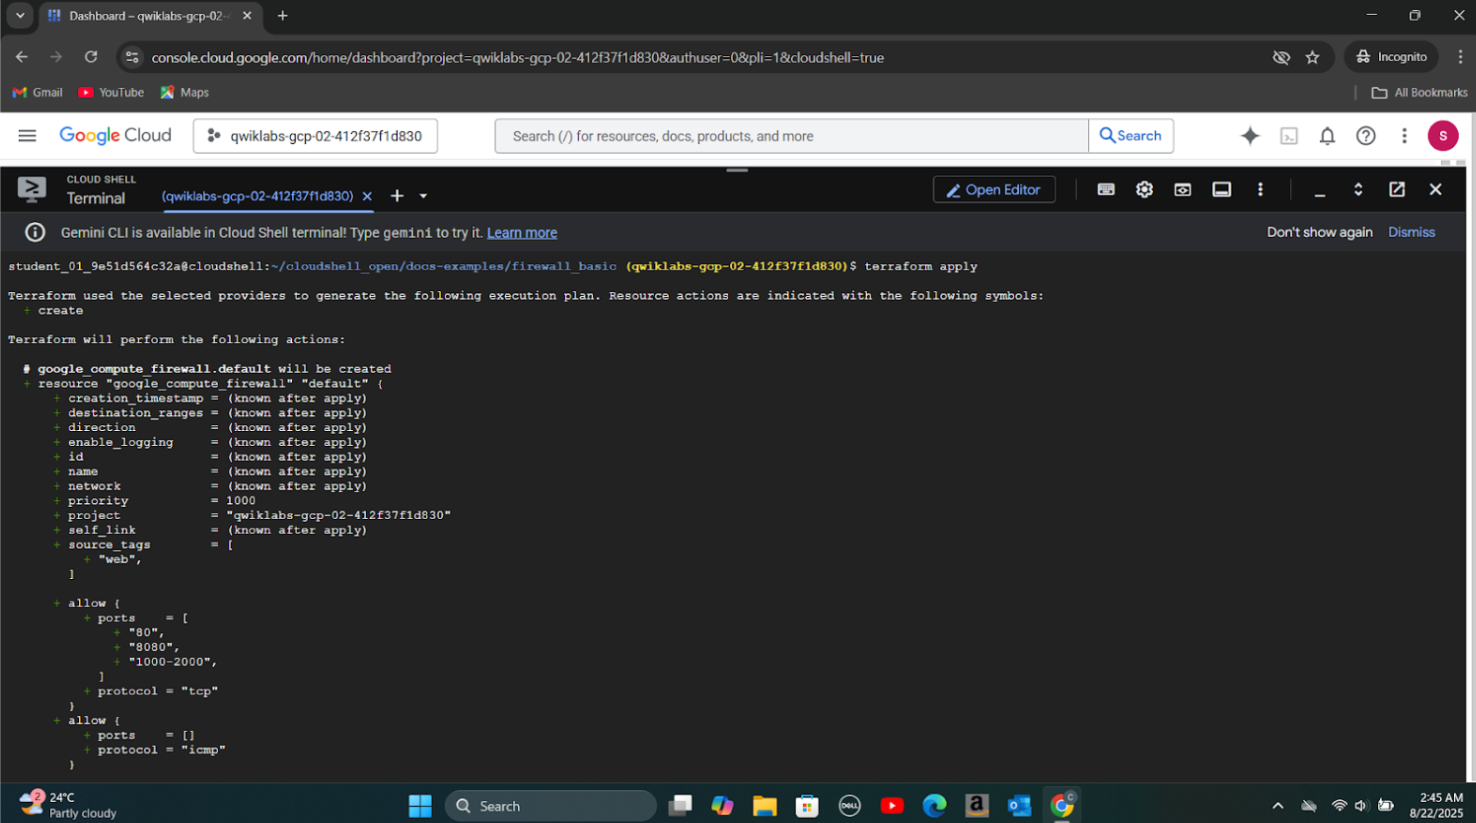 Dashboard – qwiklabs-gcp-02-
console.cloud.google.com/home/dashboard?project=qwiklabs-gcp-02-412f37f1d830&authuser=0&pli=1&cloudshell=true
Incognito
Gmail YouTube Maps All Bookmarks
Google Cloud qwiklabs-gcp-02-412f37f1d830 Search (/) for resources, docs, products, and more Search S
CLOUD SHELL
Terminal (qwiklabs-gcp-02-412f37f1d830) Open Editor
Gemini CLI is available in Cloud Shell terminal! Type gemini to try it. Learn more Don't show again Dismiss
student_01_9e51d564c32a@cloudshell:~/cloudshell_open/docs-examples/firewall_basic (qwiklabs-gcp-02-412f37f1d830)$ terraform apply
Terraform used the selected providers to generate the following execution plan. Resource actions are indicated with the following symbols:
+ create
Terraform will perform the following actions:
# google_compute_firewall.default will be created
+ resource "google_compute_firewall" "default" {
+ creation_timestamp = (known after apply)
+ destination_ranges = (known after apply)
+ direction = (known after apply)
+ enable_logging = (known after apply)
+ id = (known after apply)
+ name = (known after apply)
+ network = (known after apply)
+ priority = 1000
+ project = "qwiklabs-gcp-02-412f37f1d830"
+ self_link = (known after apply)
+ source_tags = [
+ "web",
]
+ allow {
+ ports = [
+ "80",
+ "8080",
+ "1000-2000",
]
+ protocol = "tcp"
}
+ allow {
+ ports = []
+ protocol = "icmp"
}
2 24°C
Partly cloudy
Search
DELL
a
C
2:45 AM
8/22/2025